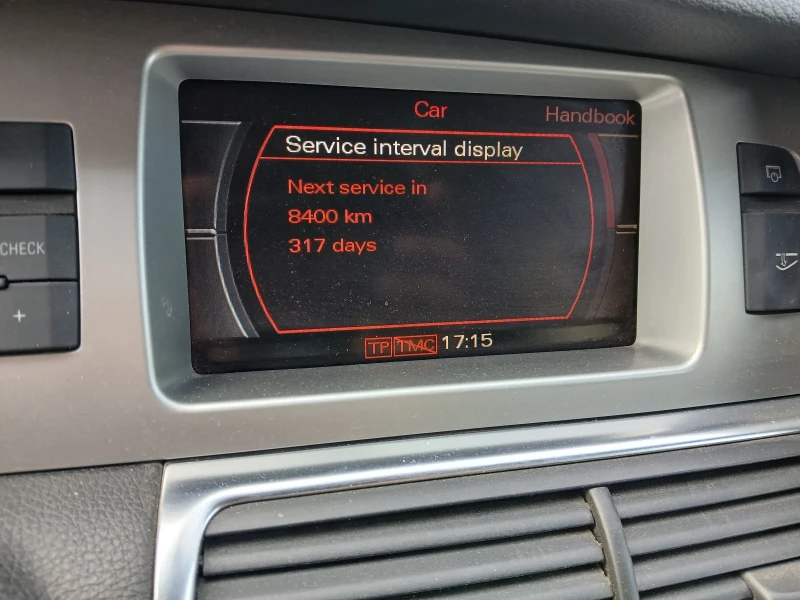 Car
Handbook
Service interval display
Next service in
8400 km
317 days
TP TMC 17:15
CHECK
+